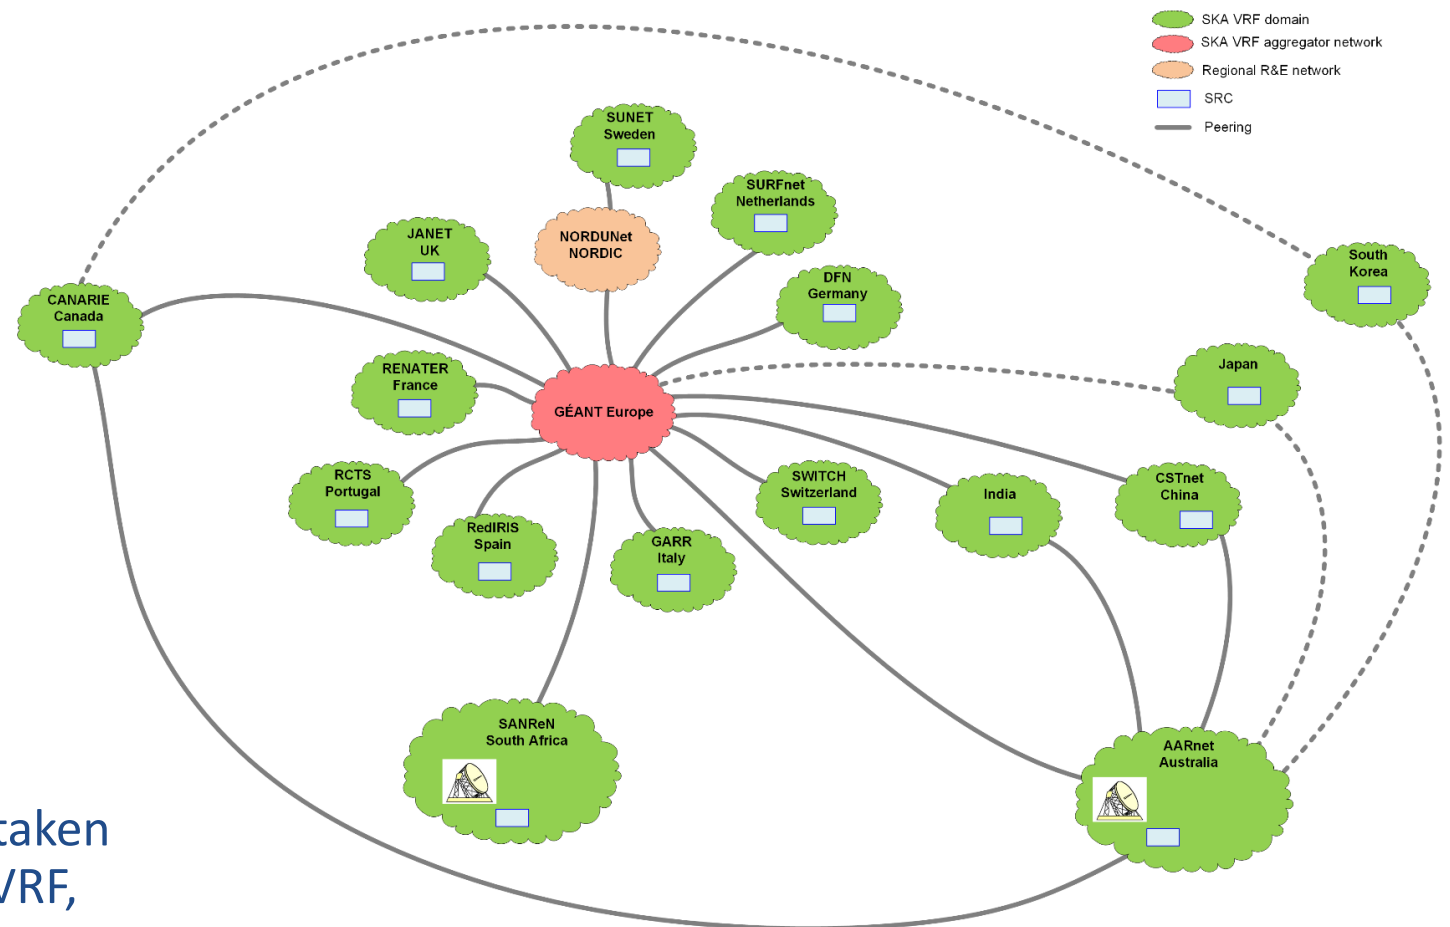 SKA VRF domain
SKA VRF aggregator network
Regional R&E network
SRC
Peering
SUNET
Sweden
SURFnet
Netherlands
JANET
UK
NORDUNet
NORDIC
DFN
Germany
South
Korea
CANARIE
Canada
RENATER
France
Japan
GÉANT Europe
RCTS
Portugal
SWITCH
Switzerland
India
CSTnet
China
RedIRIS
Spain
GARR
Italy
SANReN
South Africa
AARnet
Australia
taken
VRF,